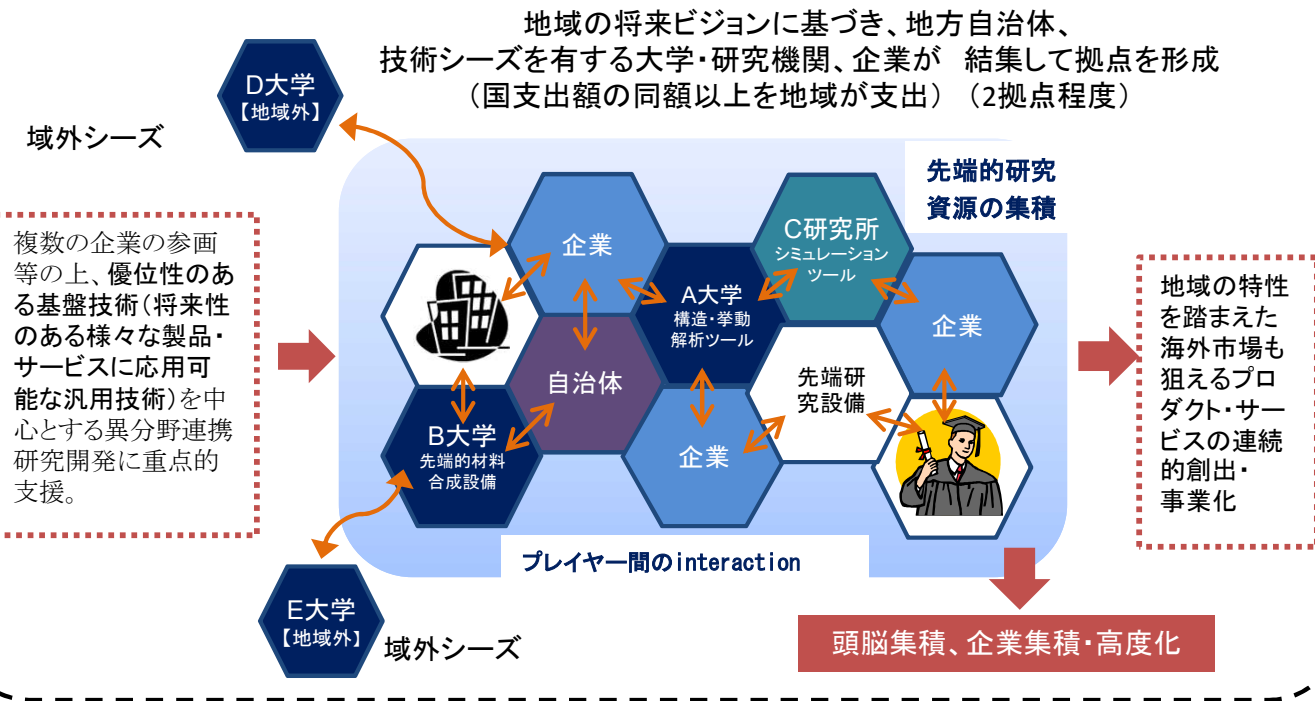 地域の将来ビジョンに基づき、地方自治体、
技術シーズを有する大学・研究機関、企業が 結集して拠点を形成
（国支出額の同額以上を地域が支出）（2拠点程度）
D大学
【地域外】
域外シーズ
先端的研究
資源の集積
複数の企業の参画
等の上、優位性のあ
る基盤技術（将来性
のある様々な製品・
サービスに応用可
能な汎用技術）を中
心とする異分野連携
研究開発に重点的
支援。
企業
C研究所
シミュレーション
ツール
A大学
構造・挙動
解析ツール
企業
自治体
先端研
究設備
B大学
先端的材料
合成設備
企業
地域の特性
を踏まえた
海外市場も
狙えるプロ
ダクト・サー
ビスの連続
的創出・
事業化
プレイヤー間のinteraction
E大学
【地域外】
域外シーズ
頭脳集積、企業集積・高度化